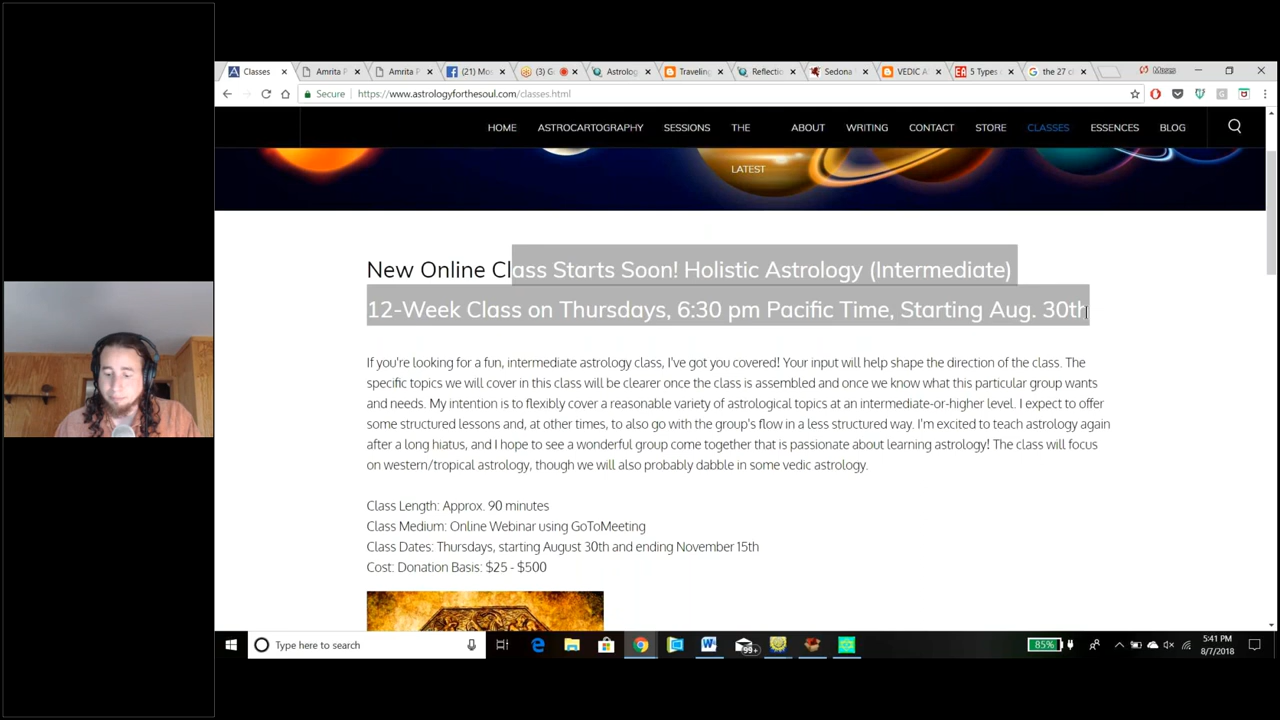 Classes
Amrita P
Amrita P
(21) Mos
(3) G
Astrolog
Traveling
Reflectio
Sedona
VEDIC A
5 Types
the 27 c
Moses
Secure
https://www.astrologyforthesoul.com/classes.html
HOME
ASTROCARTOGRAPHY
SESSIONS
THE
ABOUT
WRITING
CONTACT
STORE
CLASSES
ESSENCES
BLOG
LATEST
New Online Class Starts Soon! Holistic Astrology (Intermediate)
12-Week Class on Thursdays, 6:30 pm Pacific Time, Starting Aug. 30th
If you're looking for a fun, intermediate astrology class, I've got you covered! Your input will help shape the direction of the class. The
specific topics we will cover in this class will be clearer once the class is assembled and once we know what this particular group wants
and needs. My intention is to flexibly cover a reasonable variety of astrological topics at an intermediate-or-higher level. I expect to offer
some structured lessons and, at other times, to also go with the group's flow in a less structured way. I'm excited to teach astrology again
after a long hiatus, and I hope to see a wonderful group come together that is passionate about learning astrology! The class will focus
on western/tropical astrology, though we will also probably dabble in some vedic astrology.
Class Length: Approx. 90 minutes
Class Medium: Online Webinar using GoToMeeting
Class Dates: Thursdays, starting August 30th and ending November 15th
Cost: Donation Basis: $25 - $500
Type here to search
99+
85%
5:41 PM
8/7/2018